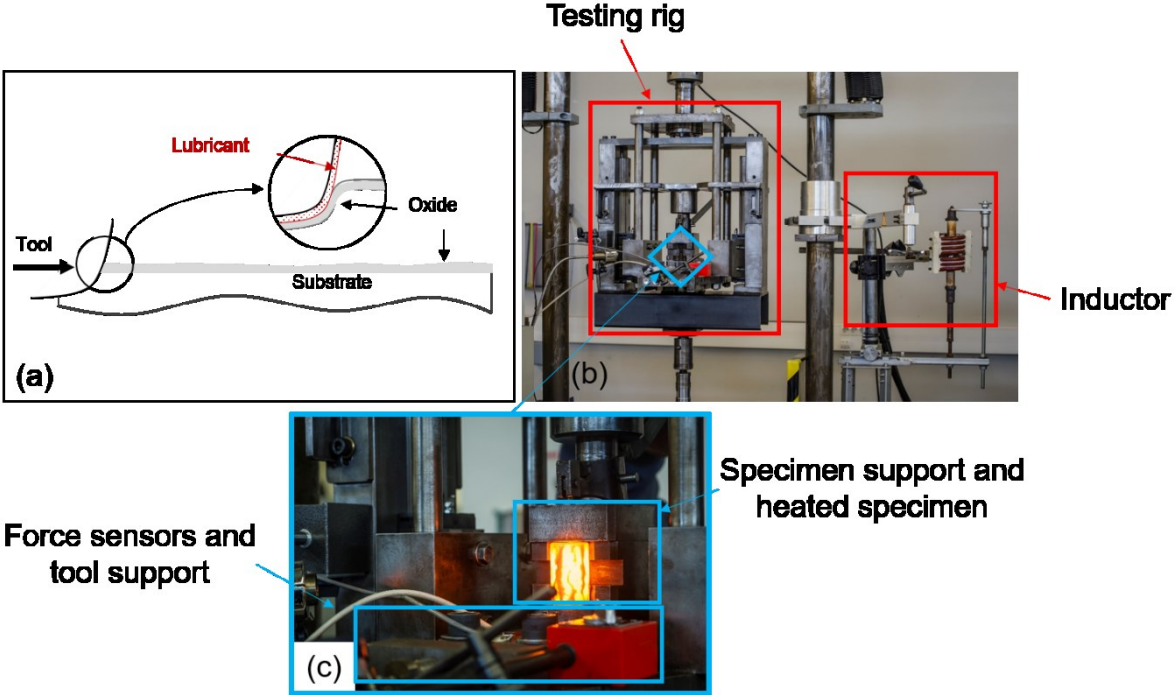 Testing rig
Lubricant
Oxide
Tool
Substrate
(a)
(b)
Inductor
Specimen support and
heated specimen
Force sensors and
tool support
(c)